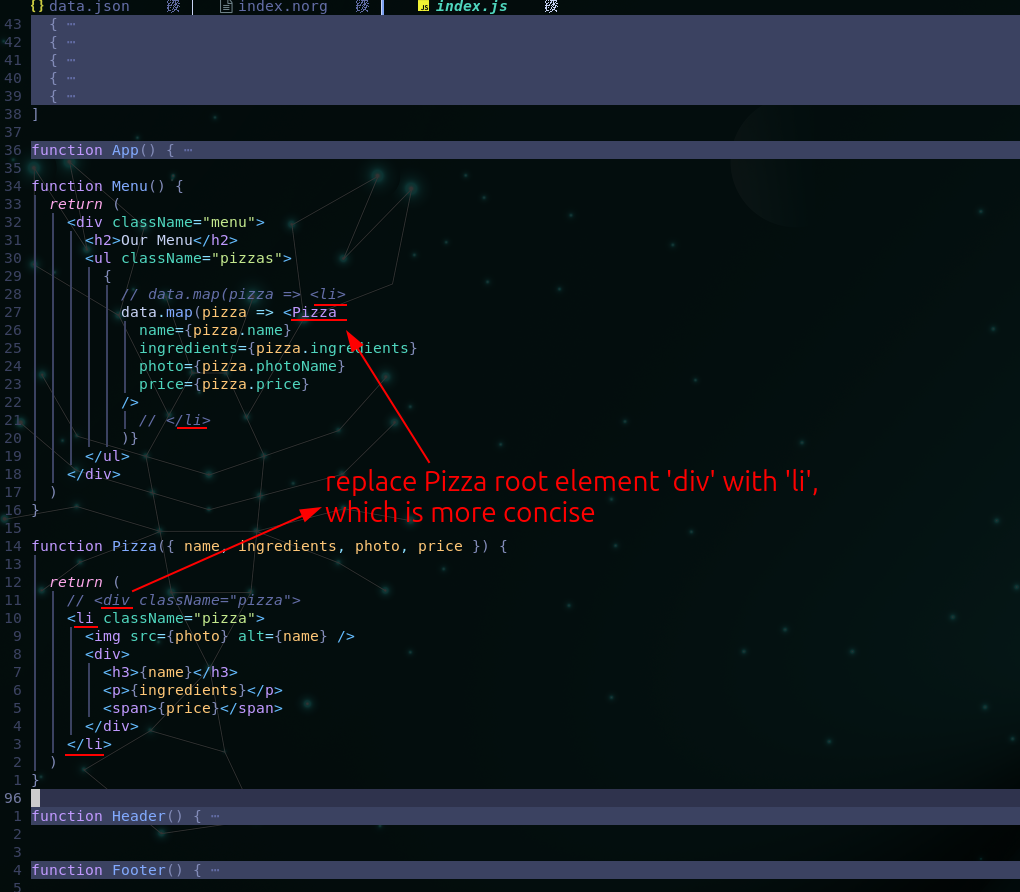 {} data.json index.norg JS index.js
43 { ⋯
42 { ⋯
41 { ⋯
40 { ⋯
39 { ⋯
38 ]
37
36 function App() { ⋯
35
34 function Menu() {
33 return (
32 <div className="menu">
31 <h2>Our Menu</h2>
30 <ul className="pizzas">
29 {
28 // data.map(pizza => <li>
27 data.map(pizza => <Pizza
26 name={pizza.name}
25 ingredients={pizza.ingredients}
24 photo={pizza.photoName}
23 price={pizza.price}
22 />
21 // </li>
20 )}
19 </ul>
18 </div>
replace Pizza root element 'div' with 'li',
17 )
which is more concise
16 }
15
14 function Pizza({ name, ingredients, photo, price }) {
13
12 return (
11 // <div className="pizza">
10 <li className="pizza">
9 <img src={photo} alt={name} />
8 <div>
7 <h3>{name}</h3>
6 <p>{ingredients}</p>
5 <span>{price}</span>
4 </div>
3 </li>
2 )
1 }
96
1 function Header() { ⋯
2
3
4 function Footer() { ⋯
5